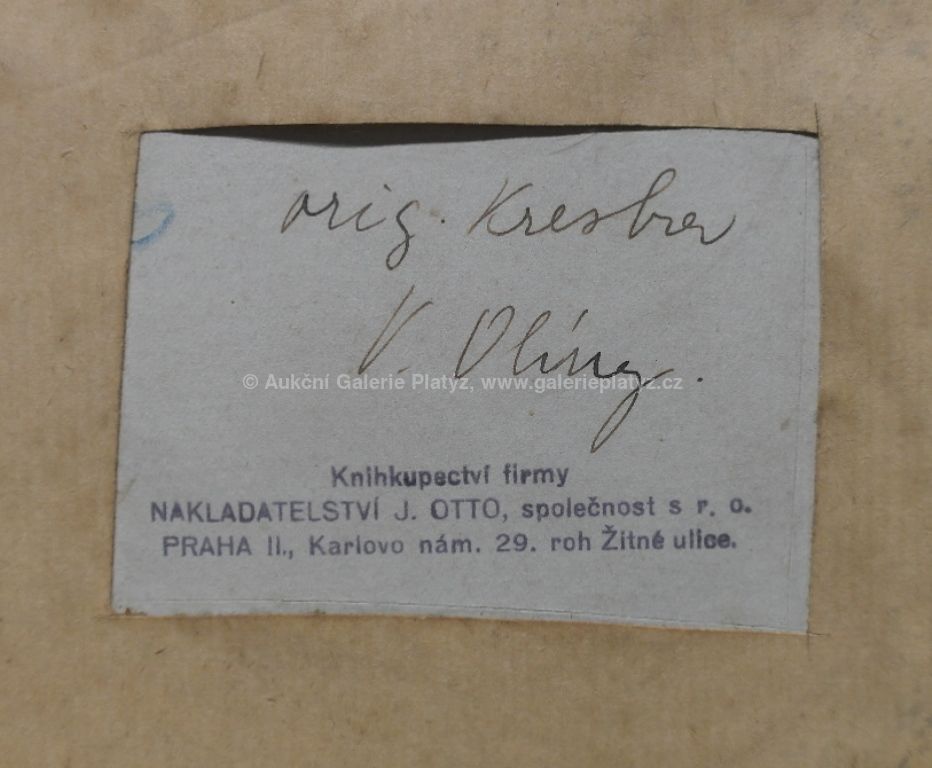 orig. Kresba
V. Olíny.
© Aukční Galerie Platyz, www.galerieplatyz.cz
Knihkupectví firmy
NAKLADATELSTVÍ J. OTTO, společnost s r. o.
PRAHA II., Karlovo nám. 29. roh Žitné ulice.